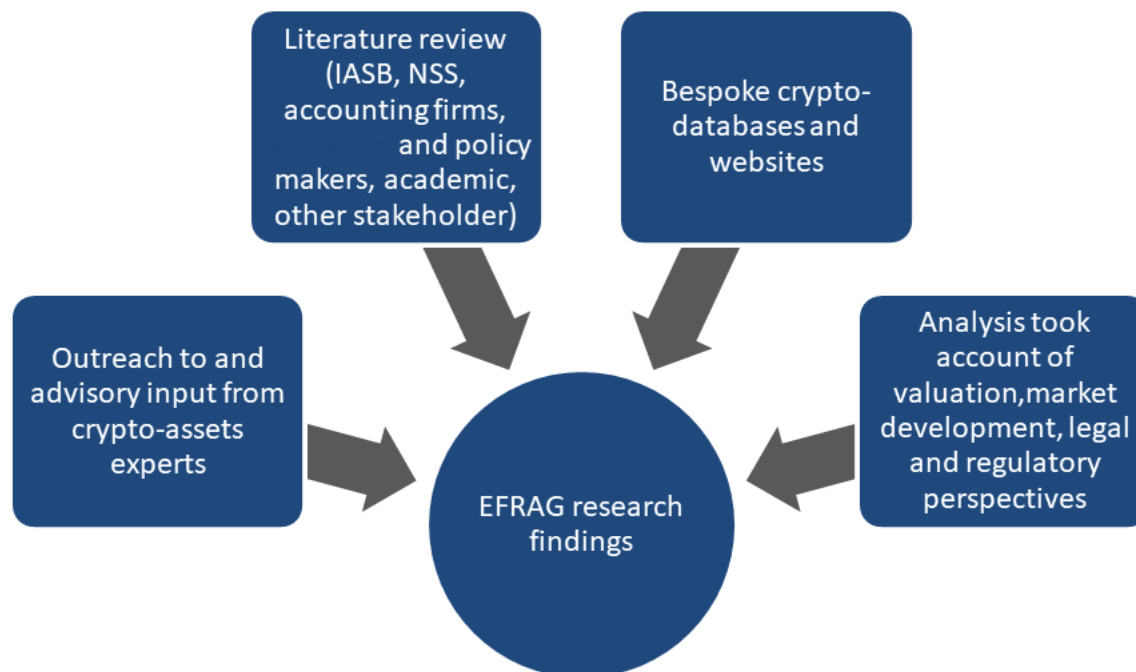 Literature review
(IASB, NSS,
accounting firms,
and policy
makers, academic,
other stakeholder)
Bespoke crypto-
databases and
websites
Outreach to and
advisory input from
crypto-assets
experts
Analysis took
account of
valuation,market
development, legal
and regulatory
perspectives
EFRAG research
findings